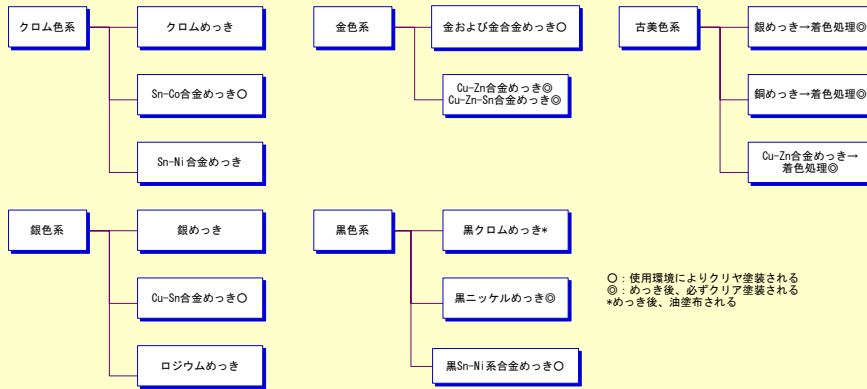 クロム色系
クロムめっき
Sn-Co合金めっき○
Sn-Ni合金めっき
金色系
金および金合金めっき○
Cu-Zn合金めっき◎
Cu-Zn-Sn合金めっき◎
古美色系
銀めっき→着色処理◎
銅めっき→着色処理◎
Cu-Zn合金めっき→
着色処理◎
銀色系
銀めっき
Cu-Sn合金めっき○
ロジウムめっき
黒色系
黒クロムめっき*
黒ニッケルめっき◎
黒Sn-Ni系合金めっき○
○：使用環境によりクリヤ塗装される
◎：めっき後、必ずクリア塗装される
*めっき後、油塗布される